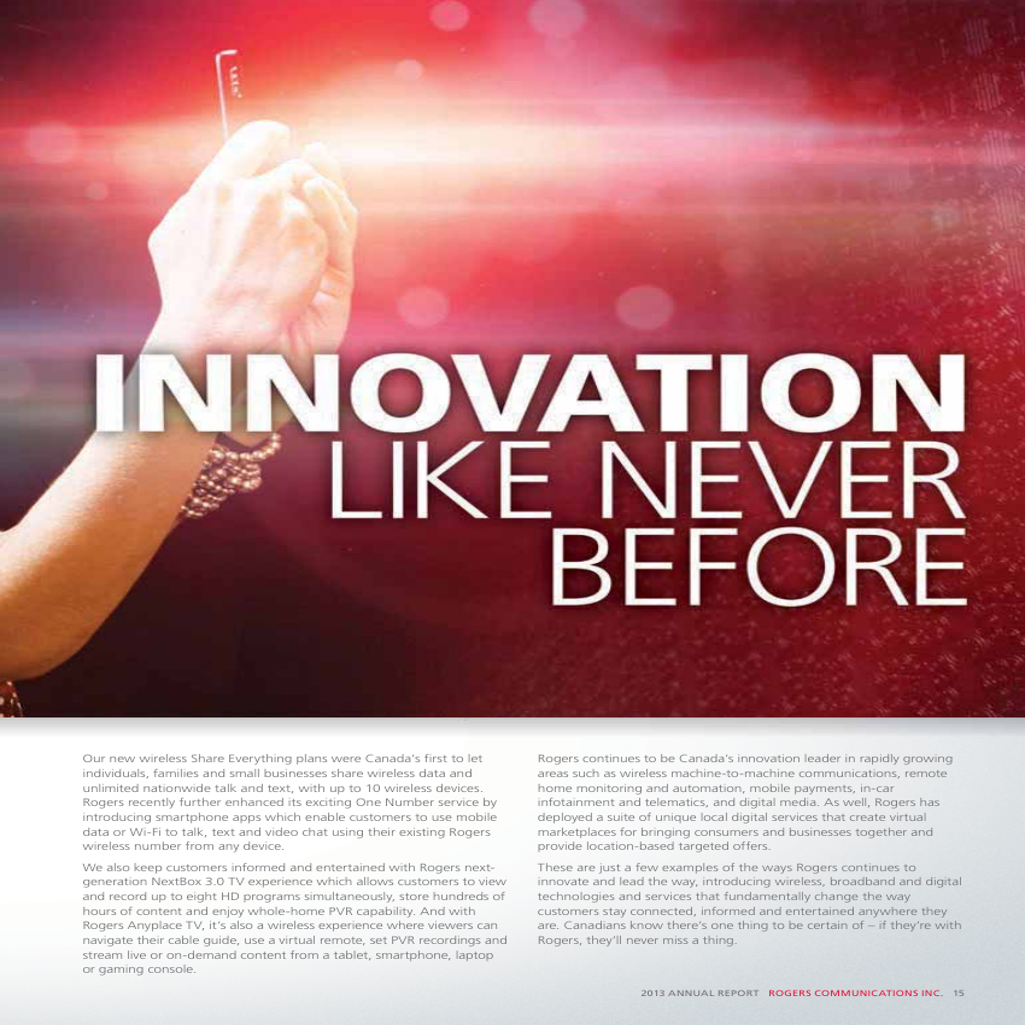 INNOVATION
LIKE NEVER
BEFORE
Our new wireless Share Everything plans were Canada's first to let
individuals, families and small businesses share wireless data and
unlimited nationwide talk and text, with up to 10 wireless devices.
Rogers recently further enhanced its exciting One Number service by
introducing smartphone apps which enable customers to use mobile
data or Wi-Fi to talk, text and video chat using their existing Rogers
wireless number from any device.
We also keep customers informed and entertained with Rogers next-
generation NextBox 3.0 TV experience which allows customers to view
and record up to eight HD programs simultaneously, store hundreds of
hours of content and enjoy whole-home PVR capability. And with
Rogers Anyplace TV, it's also a wireless experience where viewers can
navigate their cable guide, use a virtual remote, set PVR recordings and
stream live or on-demand content from a tablet, smartphone, laptop
or gaming console.
Rogers continues to be Canada's innovation leader in rapidly growing
areas such as wireless machine-to-machine communications, remote
home monitoring and automation, mobile payments, in-car
infotainment and telematics, and digital media. As well, Rogers has
deployed a suite of unique local digital services that create virtual
marketplaces for bringing consumers and businesses together and
provide location-based targeted offers.
These are just a few examples of the ways Rogers continues to
innovate and lead the way, introducing wireless, broadband and digital
technologies and services that fundamentally change the way
customers stay connected, informed and entertained anywhere they
are. Canadians know there's one thing to be certain of – if they're with
Rogers, they'll never miss a thing.
2013 ANNUAL REPORT ROGERS COMMUNICATIONS INC. 15